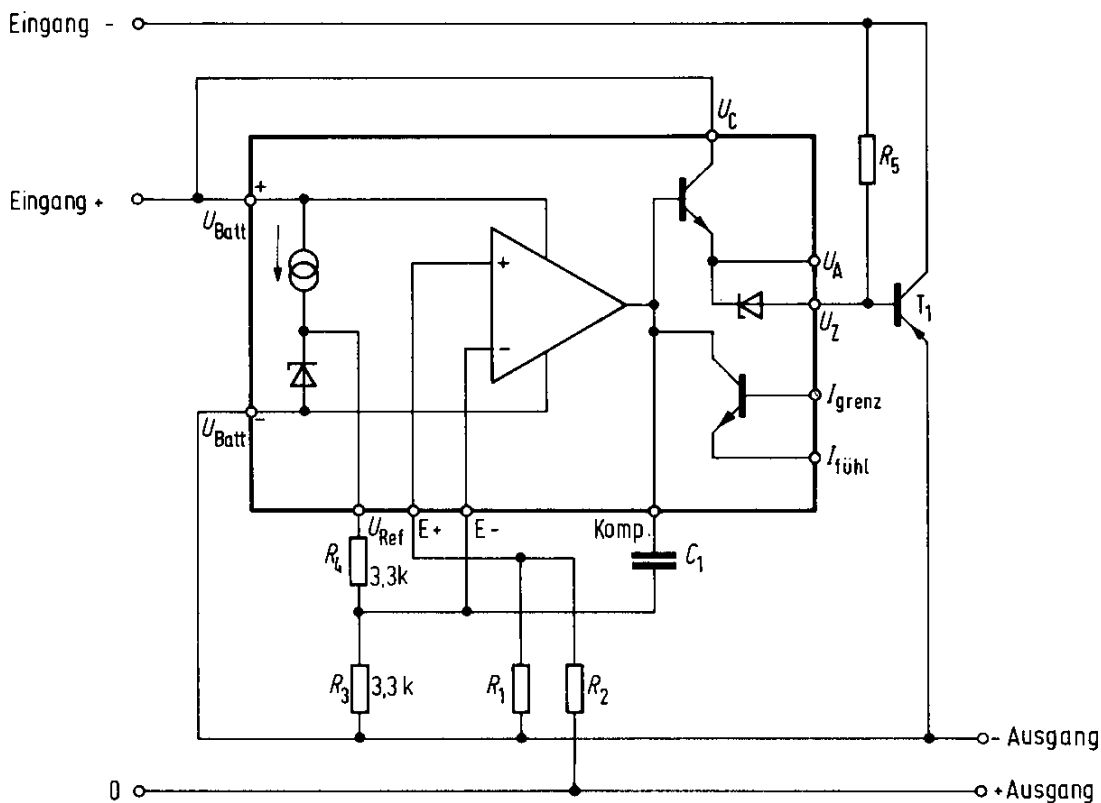 Eingang -
U_C
R_5
Eingang +
+
U_Batt
+
-
U_A
T_1
U_Z
I_grenz
U_Batt
-
I_fühl
U_Ref
E+
E-
Komp.
R_4
3,3k
C_1
R_3
3,3k
R_1
R_2
- Ausgang
0
+ Ausgang